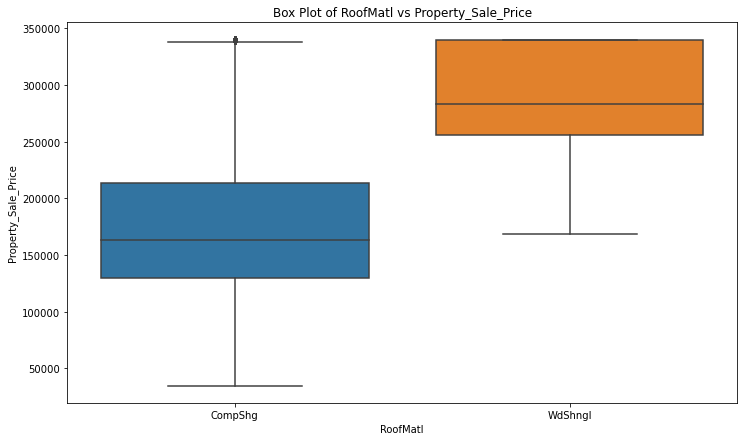 Box Plot of RoofMatl vs Property_Sale_Price
350000
300000
250000
200000
150000
100000
50000
Property_Sale_Price
CompShg
WdShngl
RoofMatl